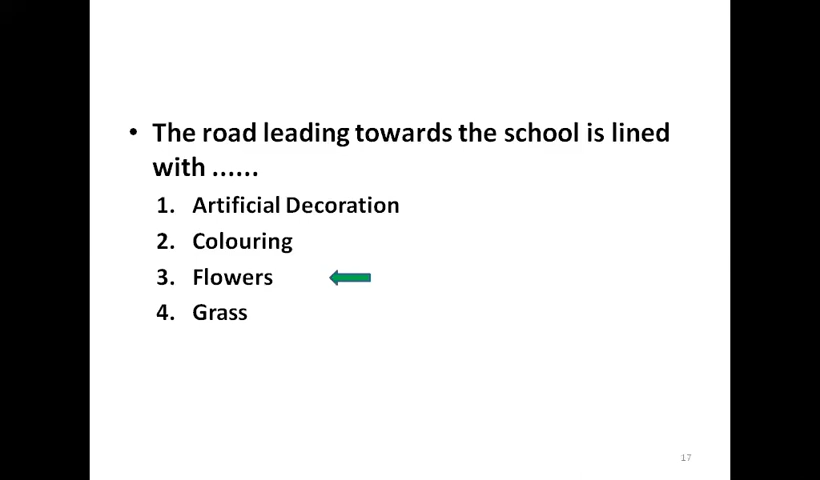 • The road leading towards the school is lined
with ......
1. Artificial Decoration
2. Colouring
3. Flowers
4. Grass
17